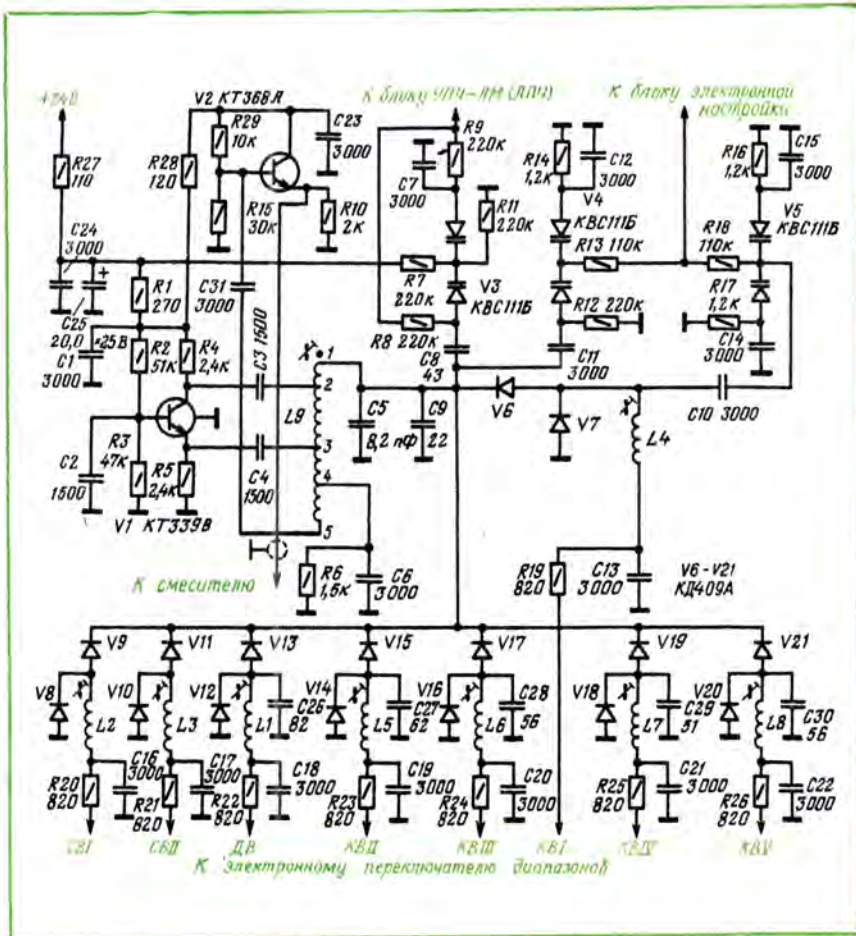 +24В
R27
110
C24
3000
C25
20,0 ×25В
C1
3000
R28
120
V2 КТ368А
R29
10к
C23
3000
R15
30к
R10
2к
C31
3000
R1
270
R2
51к
R4
2,4к
R3
47к
R5
2,4к
C2
1500
V1 КТ339В
C3 1500
C4
1500
L9
1
2
3
4
5
К смесителю
R6
1,5к
C6
3000
C5
8,2 пФ
C9
22
К блоку УПЧ-АМ (АПЧ)
R9
220к
C7
3000
R11
220к
R7
220к
V3
КВС111Б
R8 220к
C8
43
К блоку электронной
настройки
R14
1,2к
C12
3000
V4
КВС111Б
R13 110к
R12 220к
C11
3000
R16
1,2к
C15
3000
V5
КВС111Б
R18
110к
R17
1,2к
C14
3000
C10 3000
V6
V7
L4
R19
820
C13
3000
V6-V21
КД409А
V9
V11
V13
V15
V17
V19
V21
V8
V10
V12
V14
V16
V18
V20
L2
L3
L1
L5
L6
L7
L8
C26
82
C27
62
C28
56
C29
51
C30
56
C16
3000
C17
3000
C18
3000
C19
3000
C20
3000
C21
3000
C22
3000
R20
820
R21
820
R22
820
R23
820
R24
820
R25
820
R26
820
СВI
СВII
ДВ
КВII
КВIII
КВI
КВIV
КВV
К электронному переключателю диапазонов